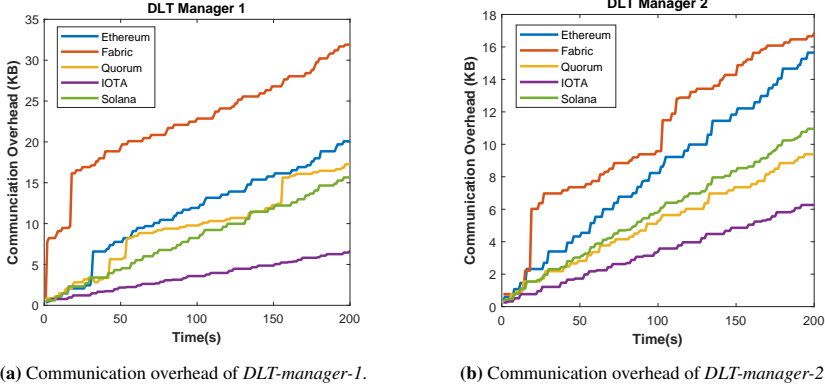 DLT Manager 1
35
30
25
20
15
10
5
0
Communciation Overhead (KB)
Ethereum
Fabric
Quorum
IOTA
Solana
0 50 100 150 200
Time(s)
(a) Communication overhead of DLT-manager-1.
DLT Manager 2
18
16
14
12
10
8
6
4
2
0
Communication Overhead (KB)
Ethereum
Fabric
Quorum
IOTA
Solana
0 50 100 150 200
Time(s)
(b) Communication overhead of DLT-manager-2